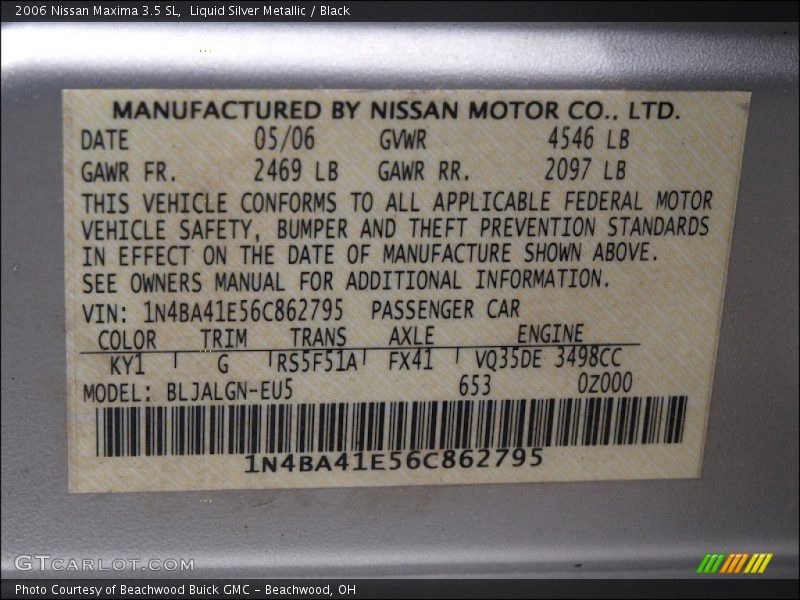 2006 Nissan Maxima 3.5 SL,  Liquid Silver Metallic / Black
MANUFACTURED BY NISSAN MOTOR CO., LTD.
DATE 05/06 GVWR 4546 LB
GAWR FR. 2469 LB GAWR RR. 2097 LB
THIS VEHICLE CONFORMS TO ALL APPLICABLE FEDERAL MOTOR
VEHICLE SAFETY, BUMPER AND THEFT PREVENTION STANDARDS
IN EFFECT ON THE DATE OF MANUFACTURE SHOWN ABOVE.
SEE OWNERS MANUAL FOR ADDITIONAL INFORMATION.
VIN: 1N4BA41E56C862795 PASSENGER CAR
COLOR TRIM TRANS AXLE ENGINE
KY1 G RS5F51A FX41 VQ35DE 3498CC
MODEL: BLJALGN-EU5 653 0Z000
1N4BA41E56C862795
GTcarlot.com
Photo Courtesy of Beachwood Buick GMC - Beachwood, OH